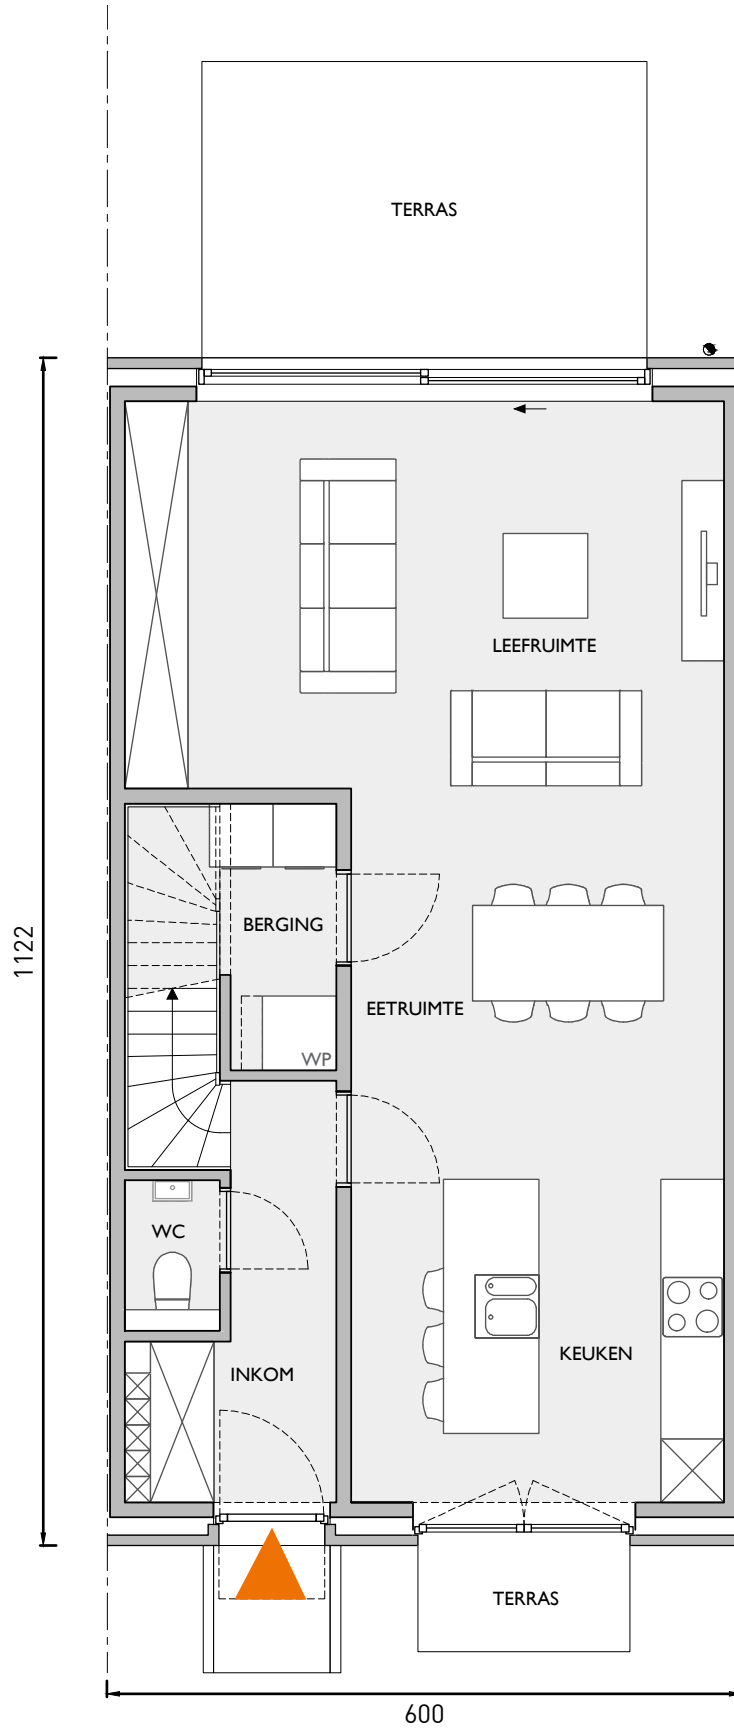 TERRAS
LEEFRUIMTE
BERGING
1122
EETRUIMTE
WP
WC
KEUKEN
INKOM
TERRAS
600